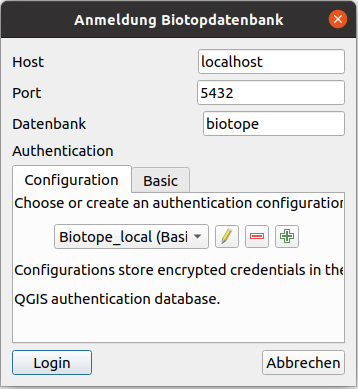 Anmeldung Biotopdatenbank
Host localhost
Port 5432
Datenbank biotope
Authentication
Configuration Basic
Choose or create an authentication configuration
Biotope_local (Basi
Configurations store encrypted credentials in the
QGIS authentication database.
Login Abbrechen